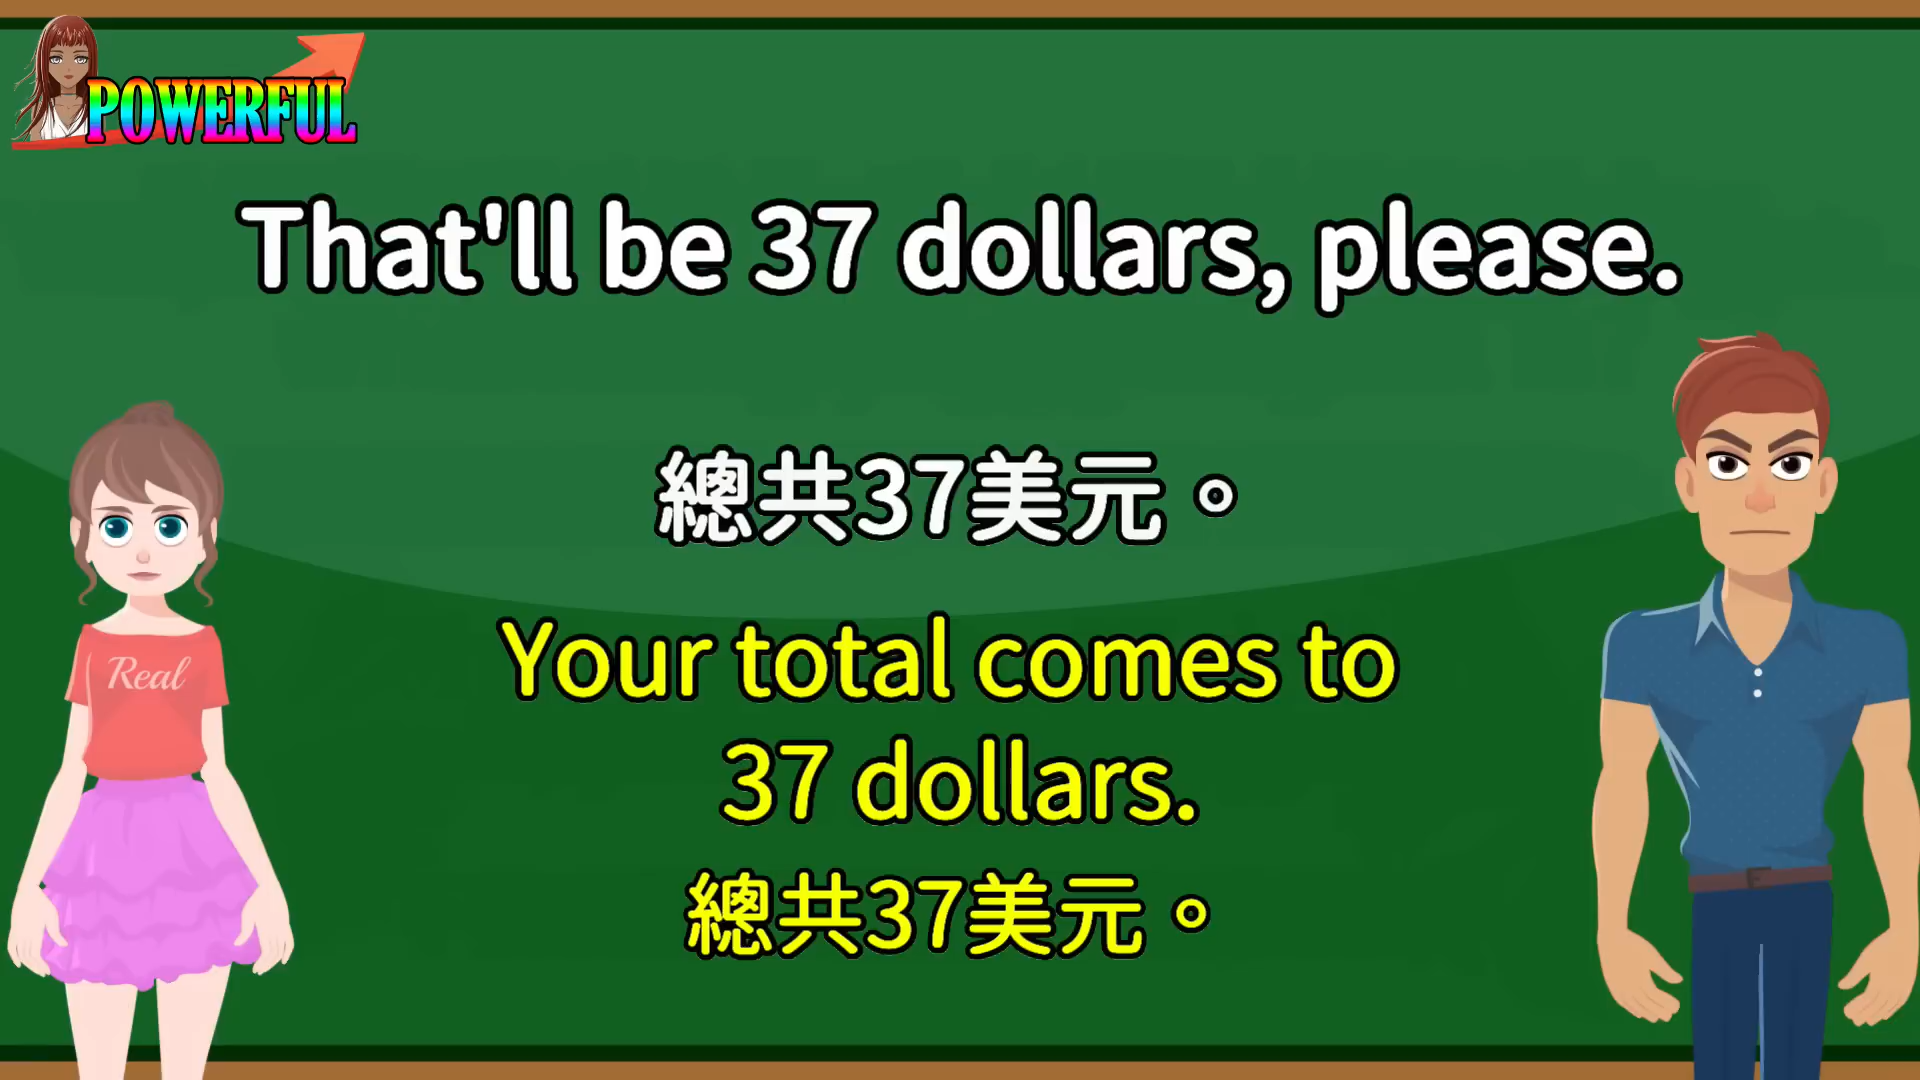 POWERFUL
That'll be 37 dollars, please.
總共37美元。
Real
Your total comes to
37 dollars.
總共37美元。